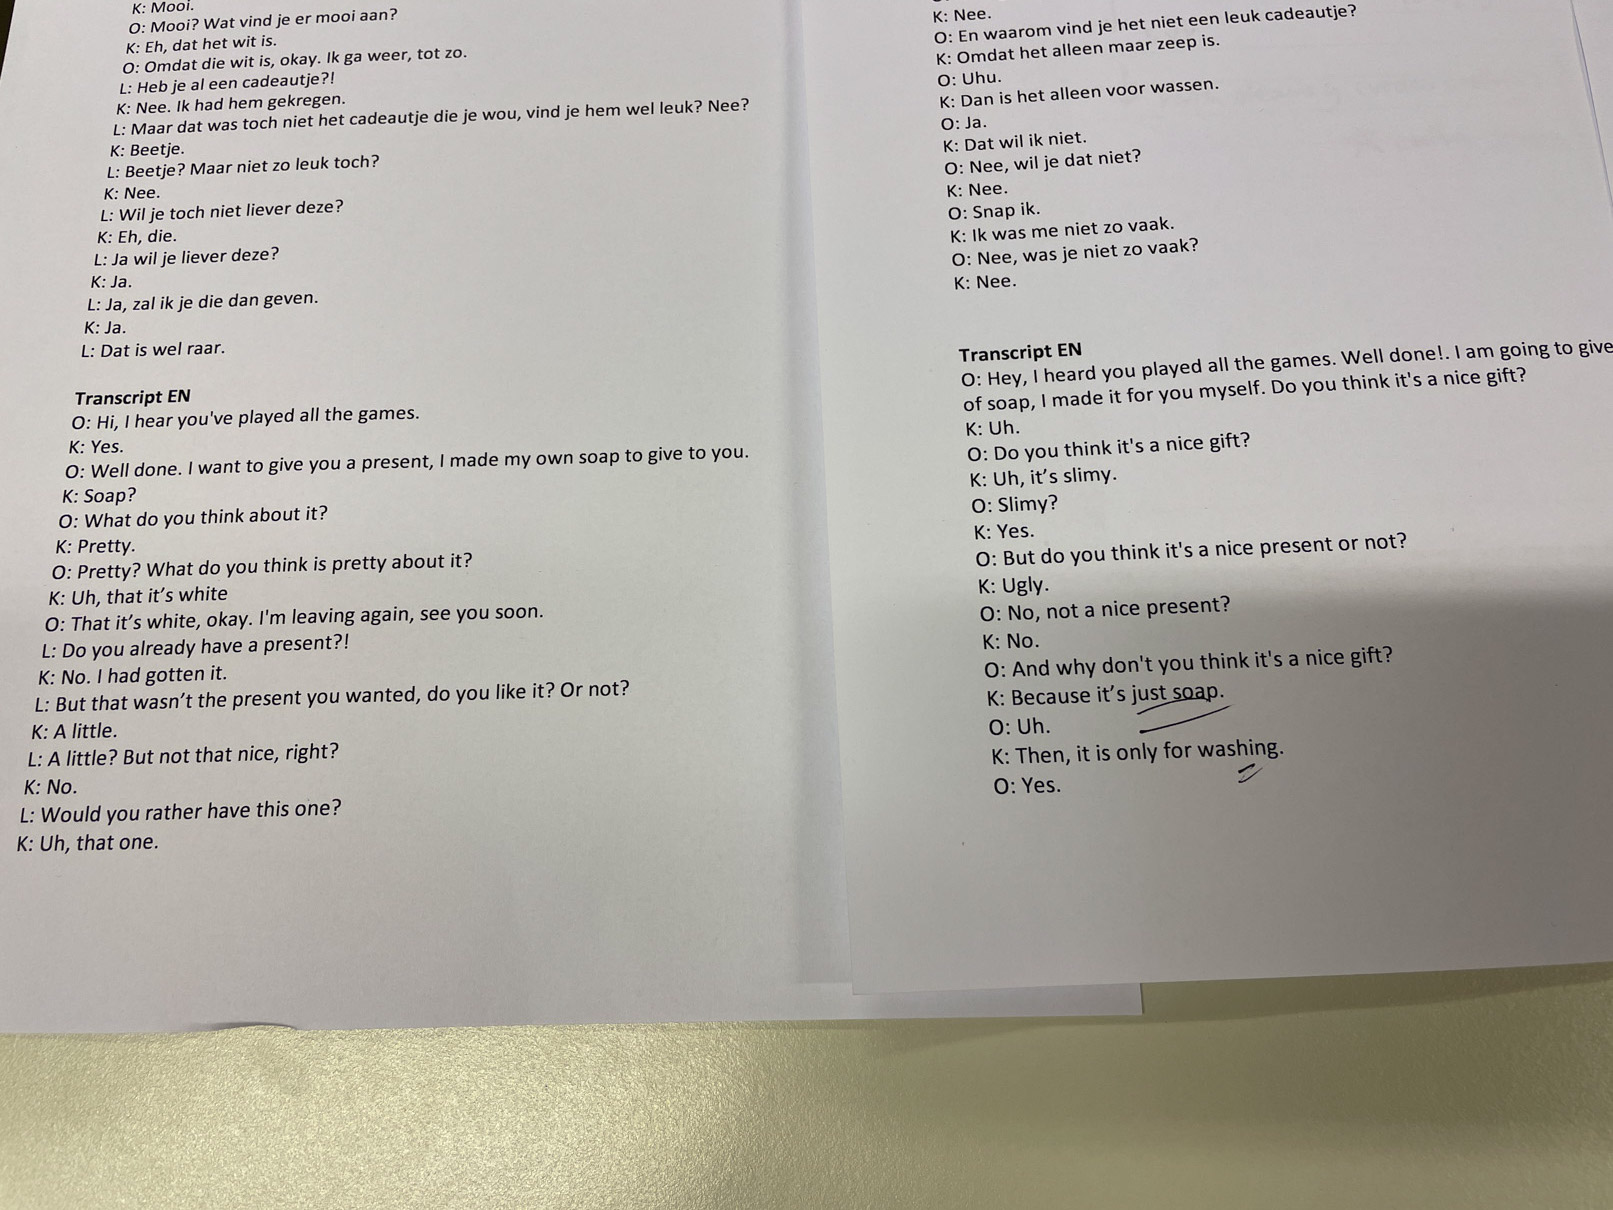 K: Mooi.
O: Mooi? Wat vind je er mooi aan?
K: Eh, dat het wit is.
O: Omdat die wit is, okay. Ik ga weer, tot zo.
L: Heb je al een cadeautje?!
K: Nee. Ik had hem gekregen.
L: Maar dat was toch niet het cadeautje die je wou, vind je hem wel leuk? Nee?
K: Beetje.
L: Beetje? Maar niet zo leuk toch?
K: Nee.
L: Wil je toch niet liever deze?
K: Eh, die.
L: Ja wil je liever deze?
K: Ja.
L: Ja, zal ik je die dan geven.
K: Ja.
L: Dat is wel raar.
Transcript EN
O: Hi, I hear you've played all the games.
K: Yes.
O: Well done. I want to give you a present, I made my own soap to give to you.
K: Soap?
O: What do you think about it?
K: Pretty.
O: Pretty? What do you think is pretty about it?
K: Uh, that it’s white
O: That it’s white, okay. I'm leaving again, see you soon.
L: Do you already have a present?!
K: No. I had gotten it.
L: But that wasn’t the present you wanted, do you like it? Or not?
K: A little.
L: A little? But not that nice, right?
K: No.
L: Would you rather have this one?
K: Uh, that one.
K: Nee.
O: En waarom vind je het niet een leuk cadeautje?
K: Omdat het alleen maar zeep is.
O: Uhu.
K: Dan is het alleen voor wassen.
O: Ja.
K: Dat wil ik niet.
O: Nee, wil je dat niet?
K: Nee.
O: Snap ik.
K: Ik was me niet zo vaak.
O: Nee, was je niet zo vaak?
K: Nee.
Transcript EN
O: Hey, I heard you played all the games. Well done!. I am going to give
of soap, I made it for you myself. Do you think it's a nice gift?
K: Uh.
O: Do you think it's a nice gift?
K: Uh, it’s slimy.
O: Slimy?
K: Yes.
O: But do you think it's a nice present or not?
K: Ugly.
O: No, not a nice present?
K: No.
O: And why don't you think it's a nice gift?
K: Because it’s just soap.
O: Uh.
K: Then, it is only for washing.
O: Yes.